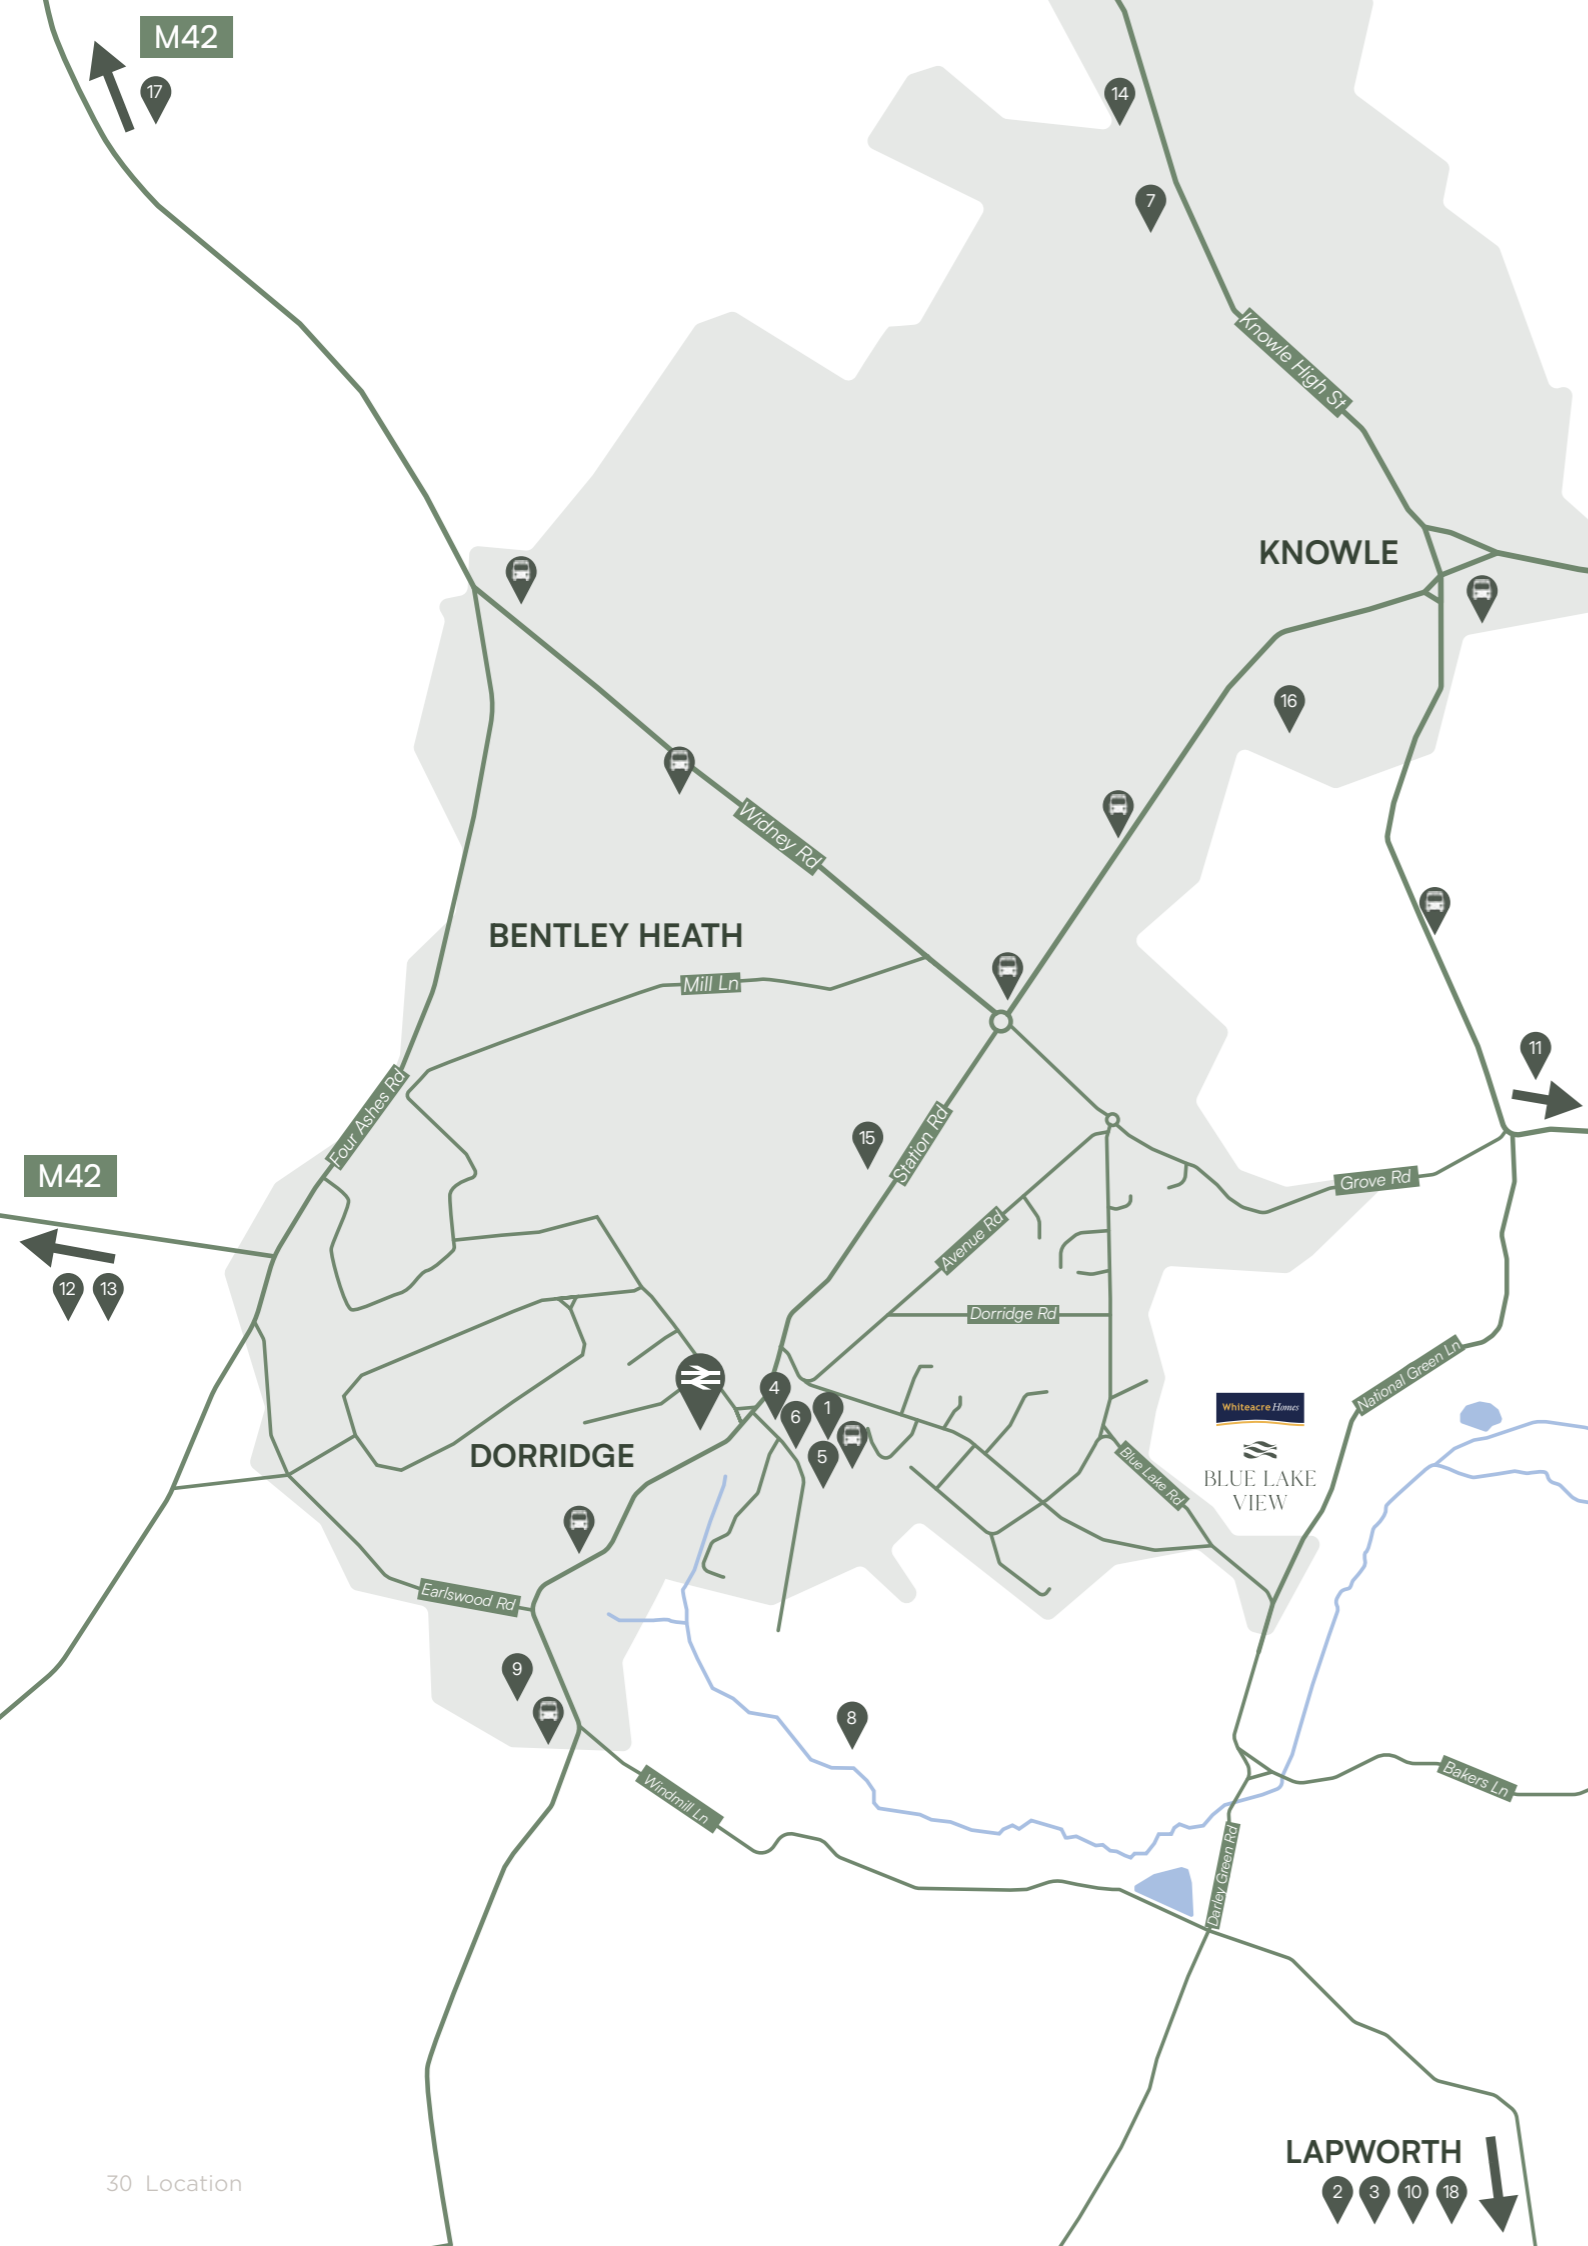 M42
17
14
7
Knowle High St
KNOWLE
16
Widney Rd
BENTLEY HEATH
Mill Ln
11
Four Ashes Rd
15
Station Rd
M42
Grove Rd
Avenue Rd
12 13
Dorridge Rd
National Green Ln
4
6
1
5
Whiteacre Homes
DORRIDGE
Blue Lake Rd
BLUE LAKE
VIEW
Earlswood Rd
9
8
Windmill Ln
Bakers Ln
Darley Green Rd
LAPWORTH
2 3 10 18
30 Location